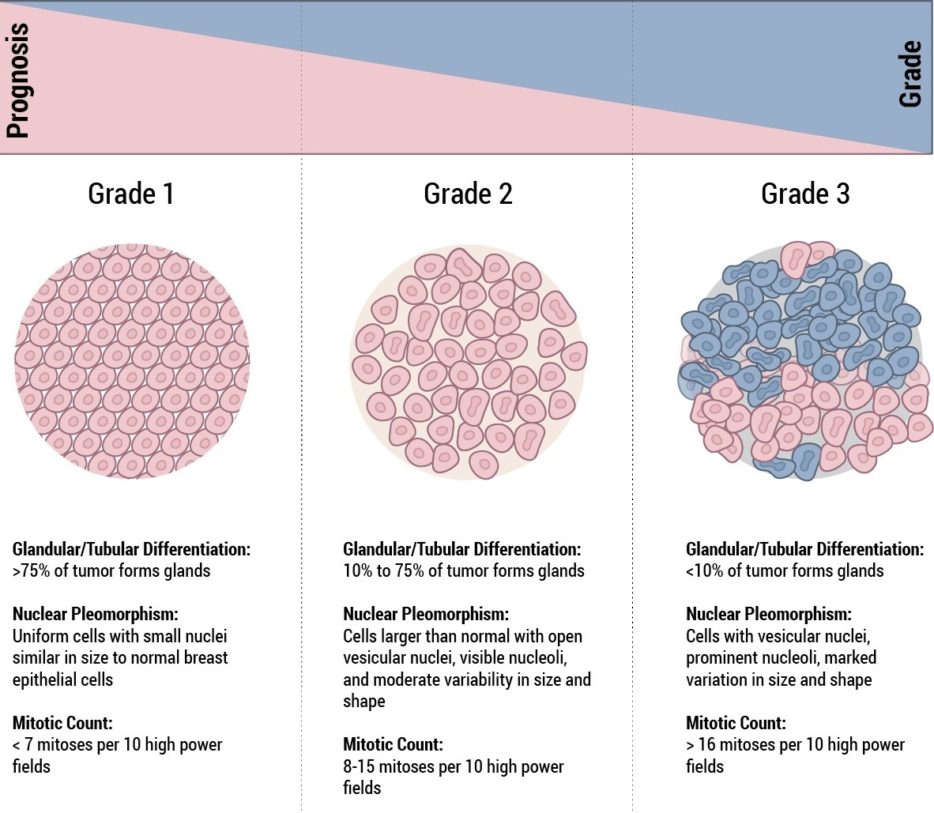 Prognosis
Grade
Grade 1
Grade 2
Grade 3
Glandular/Tubular Differentiation:
>75% of tumor forms glands
Nuclear Pleomorphism:
Uniform cells with small nuclei
similar in size to normal breast
epithelial cells
Mitotic Count:
< 7 mitoses per 10 high power
fields
Glandular/Tubular Differentiation:
10% to 75% of tumor forms glands
Nuclear Pleomorphism:
Cells larger than normal with open
vesicular nuclei, visible nucleoli,
and moderate variability in size and
shape
Mitotic Count:
8-15 mitoses per 10 high power
fields
Glandular/Tubular Differentiation:
<10% of tumor forms glands
Nuclear Pleomorphism:
Cells with vesicular nuclei,
prominent nucleoli, marked
variation in size and shape
Mitotic Count:
> 16 mitoses per 10 high power
fields